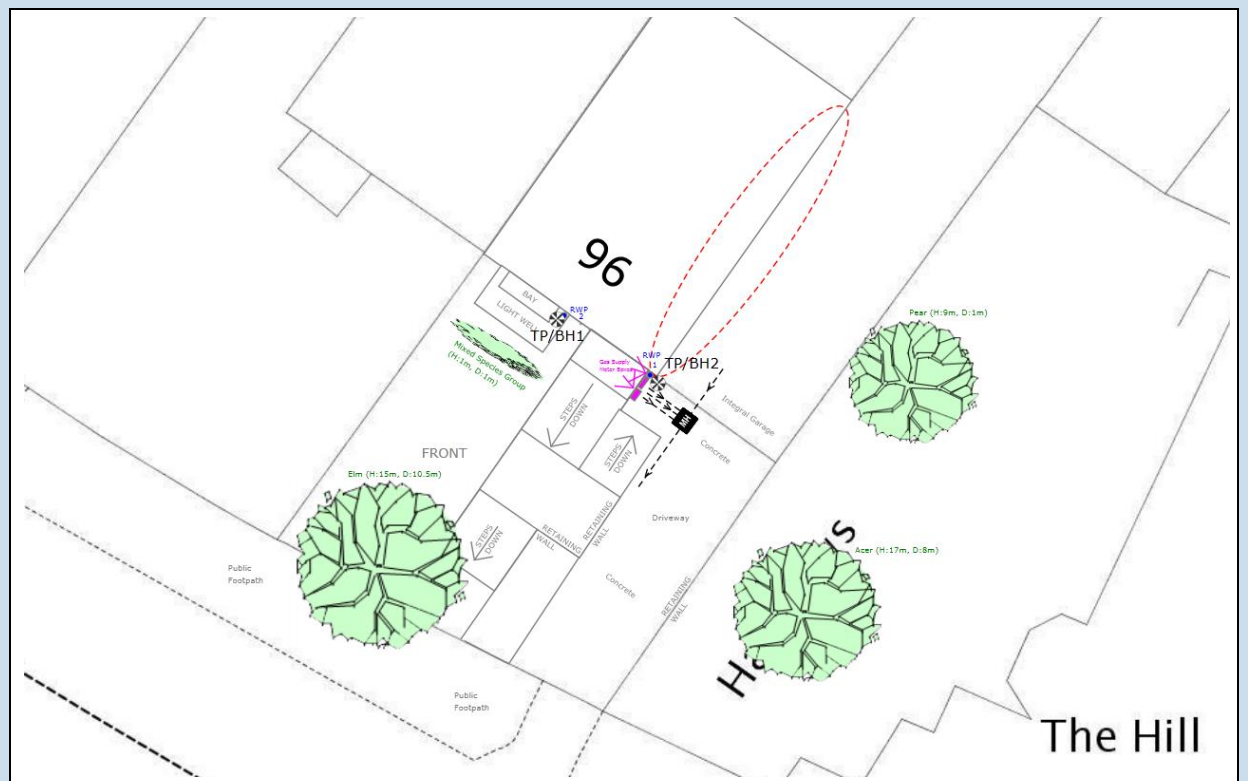 96
BAY
LIGHT WELL
RWP
2
TP/BH1
Mixed Species Group
(H:1m, D:1m)
Gas Supply
Meter Boxes
RWP
1
TP/BH2
MH
Pear (H:9m, D:1m)
Integral Garage
Concrete
STEPS
DOWN
STEPS
DOWN
FRONT
Elm (H:15m, D:10.5m)
RETAINING
WALL
RETAINING
WALL
STEPS
DOWN
Driveway
Concrete
RETAINING
WALL
Acer (H:17m, D:8m)
Public
Footpath
Public
Footpath
The Hill